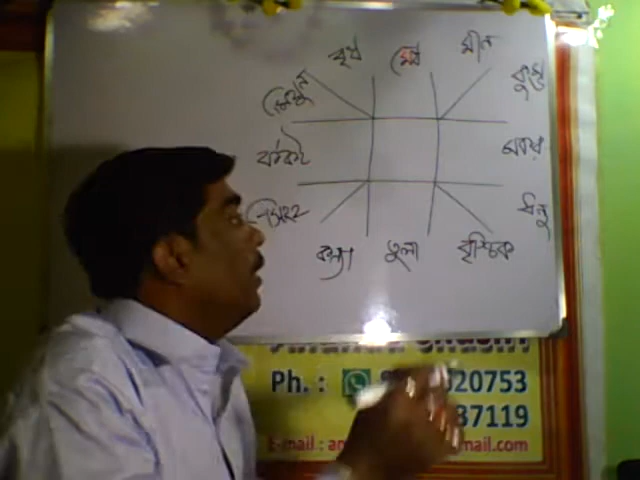 বৃষ মেষ মীন
মিথুন কুম্ভ
কর্কট মকর
সিংহ ধনু
কন্যা তুলা বৃশ্চিক
Ph. : 20753
37119
E-mail : mail.com